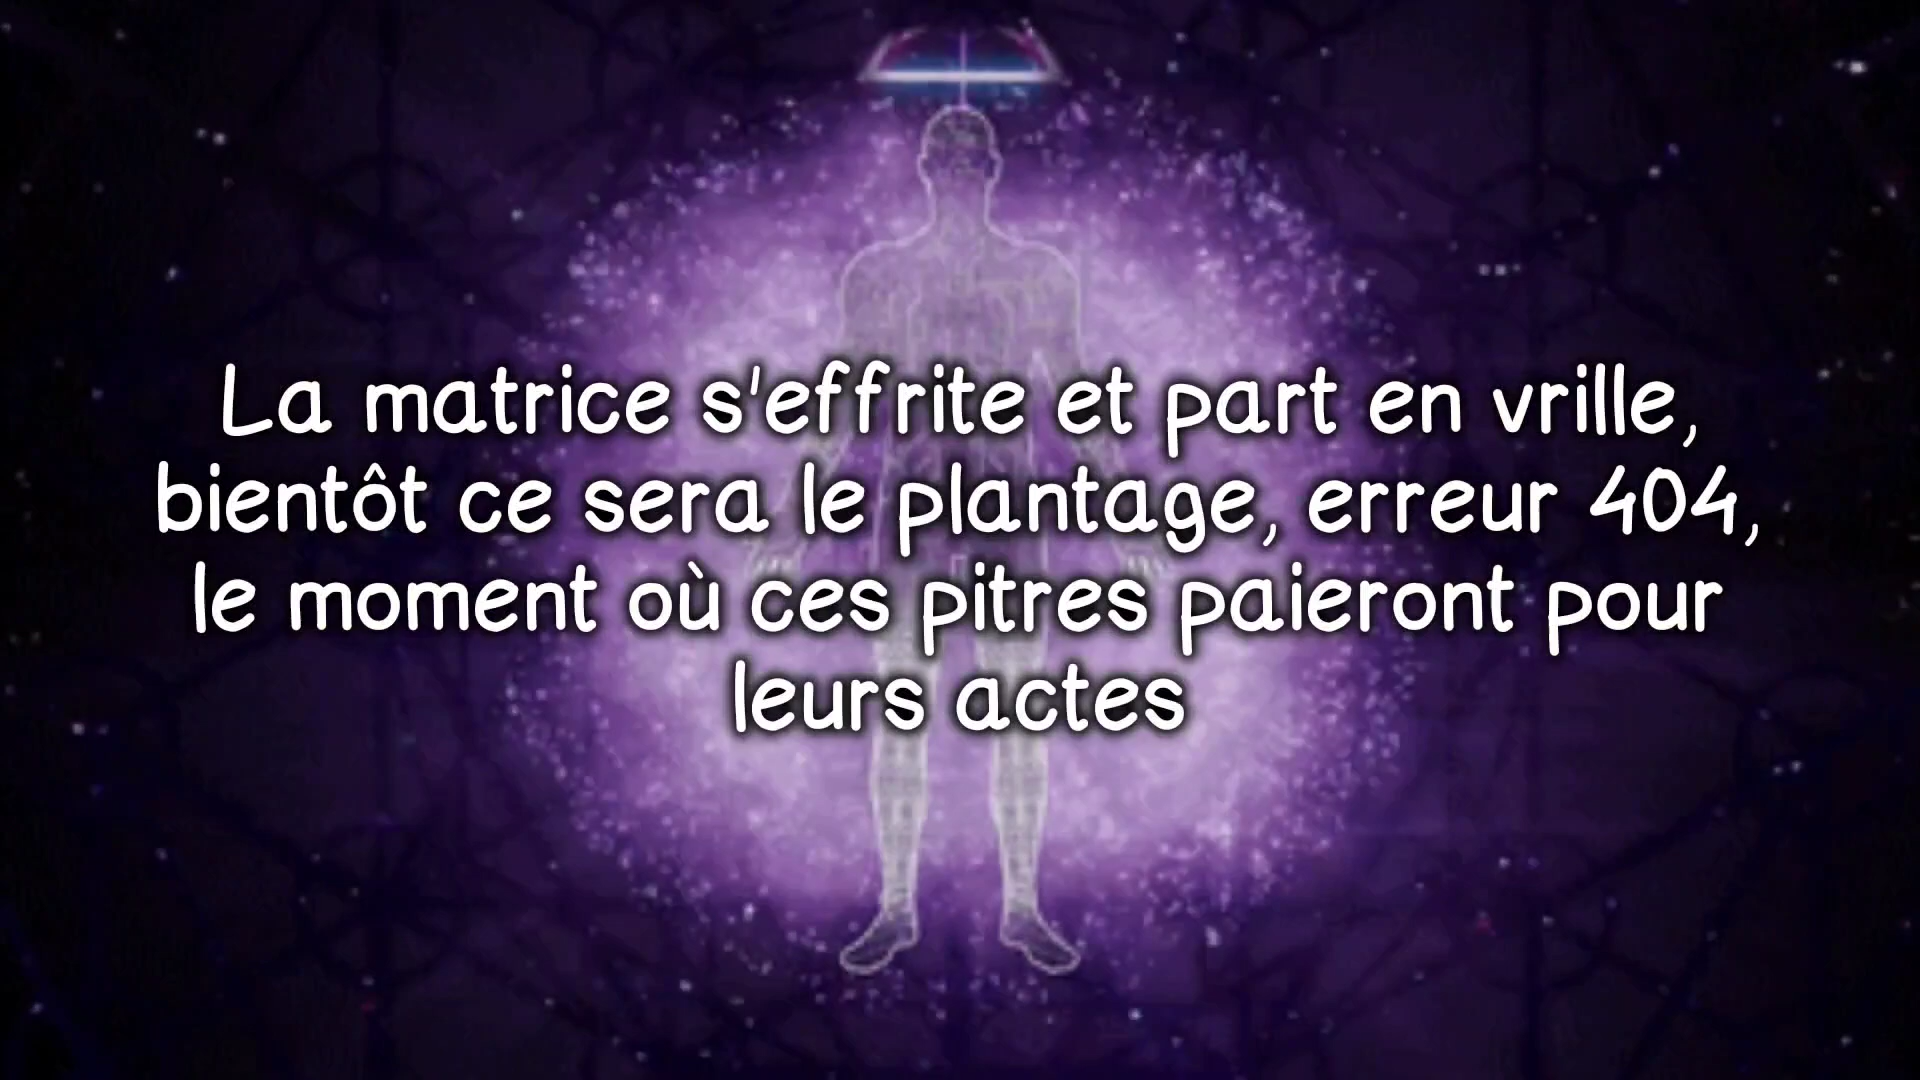 La matrice s'effrite et part en vrille,
bientôt ce sera le plantage, erreur 404,
le moment où ces pitres paieront pour
leurs actes